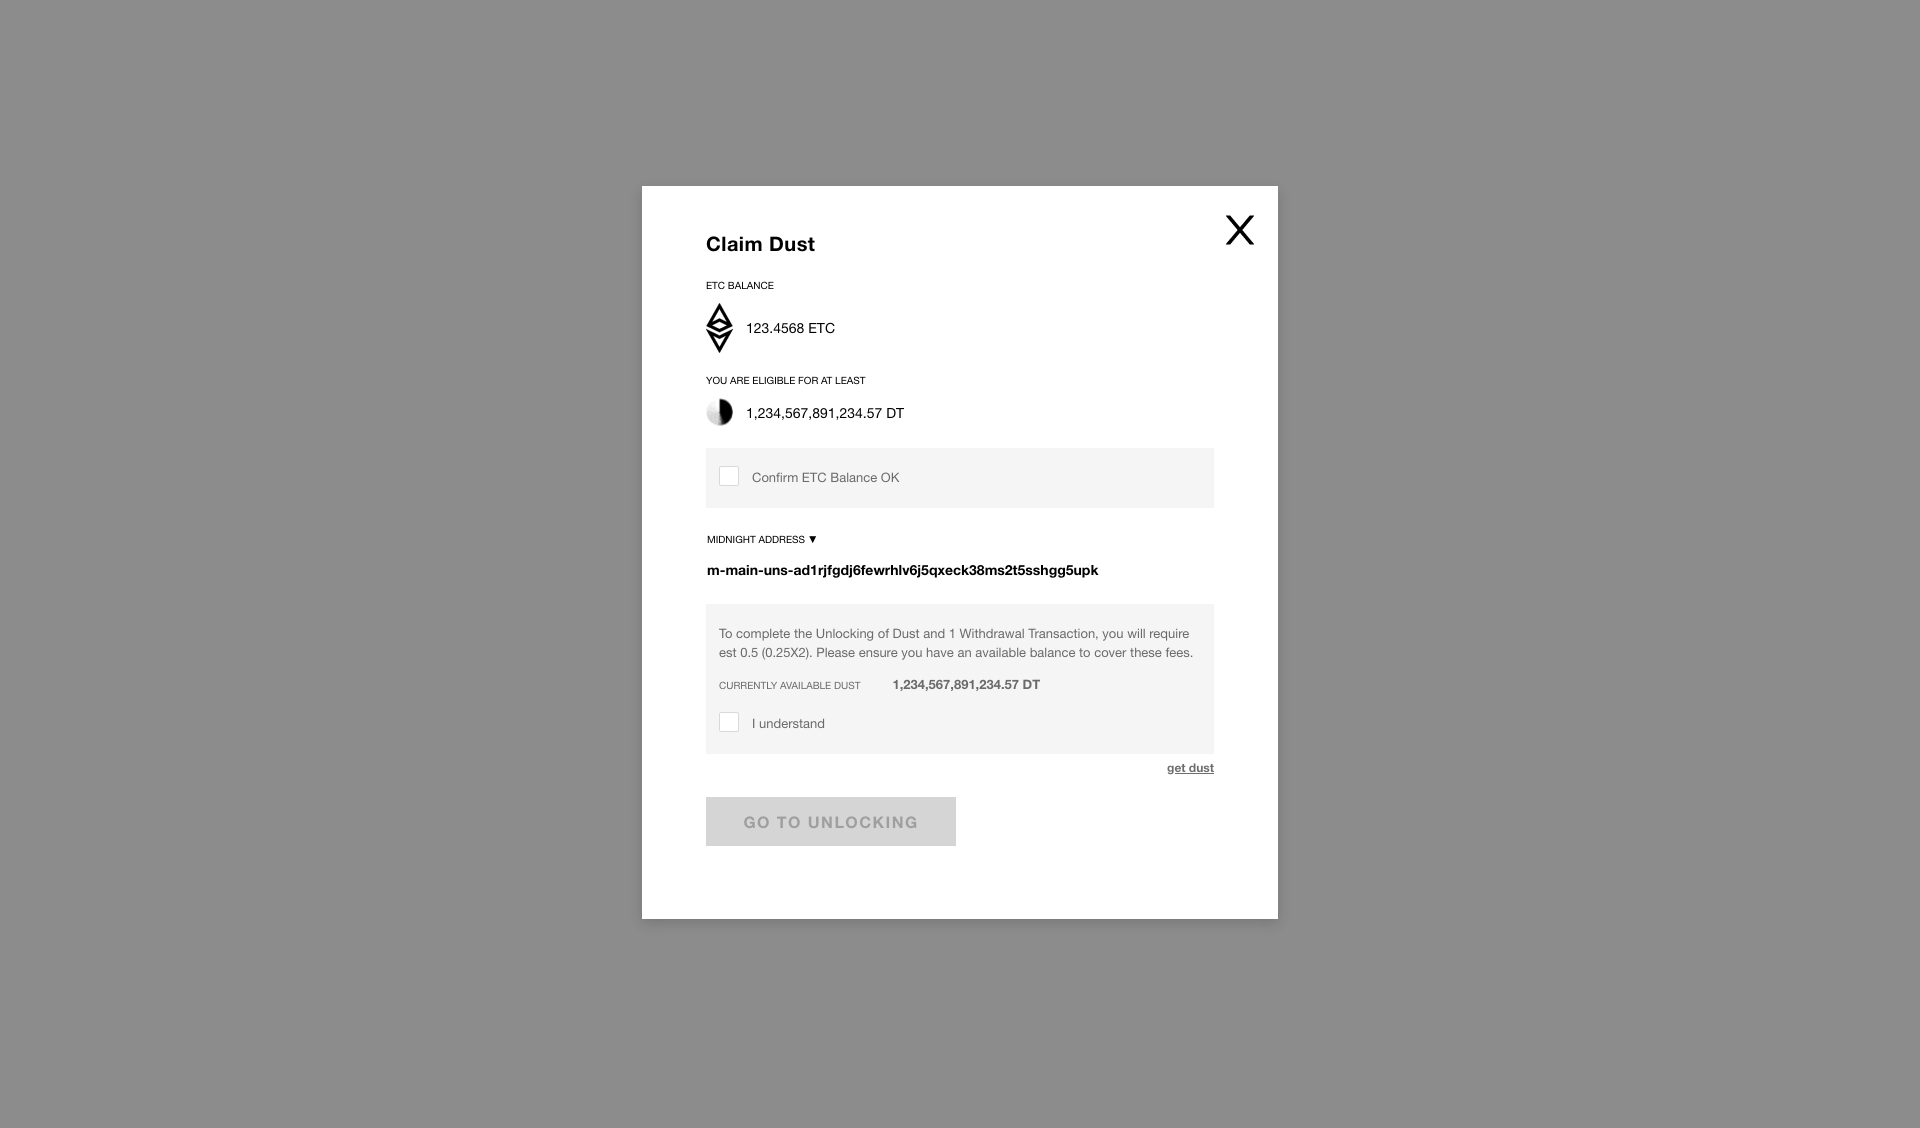 Claim Dust
X
ETC BALANCE
123.4568 ETC
YOU ARE ELIGIBLE FOR AT LEAST
1,234,567,891,234.57 DT
Confirm ETC Balance OK
MIDNIGHT ADDRESS ▼
m-main-uns-ad1rjfgdj6fewrhlv6j5qxeck38ms2t5sshgg5upk
To complete the Unlocking of Dust and 1 Withdrawal Transaction, you will require
est 0.5 (0.25X2). Please ensure you have an available balance to cover these fees.
CURRENTLY AVAILABLE DUST 1,234,567,891,234.57 DT
I understand
get dust
GO TO UNLOCKING